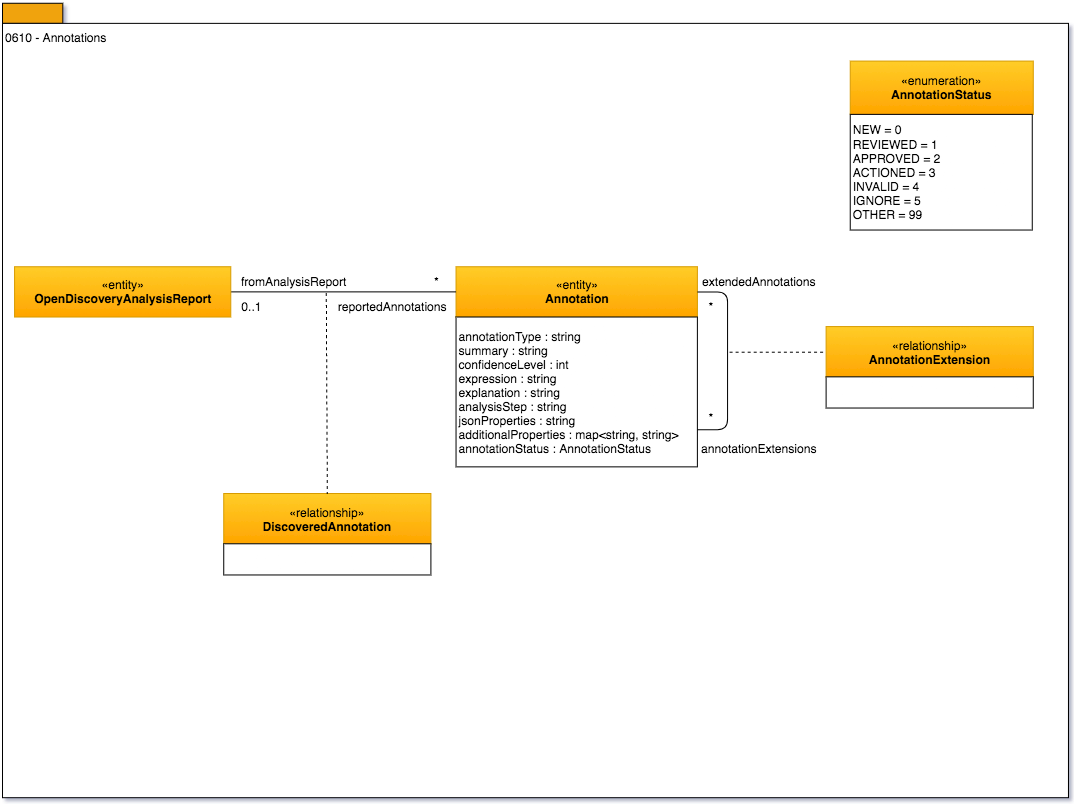 0610 - Annotations
«enumeration»
AnnotationStatus
NEW = 0
REVIEWED = 1
APPROVED = 2
ACTIONED = 3
INVALID = 4
IGNORE = 5
OTHER = 99
«entity»
OpenDiscoveryAnalysisReport
fromAnalysisReport
*
0..1
reportedAnnotations
«entity»
Annotation
annotationType : string
summary : string
confidenceLevel : int
expression : string
explanation : string
analysisStep : string
jsonProperties : string
additionalProperties : map<string, string>
annotationStatus : AnnotationStatus
extendedAnnotations
*
*
annotationExtensions
«relationship»
AnnotationExtension
«relationship»
DiscoveredAnnotation